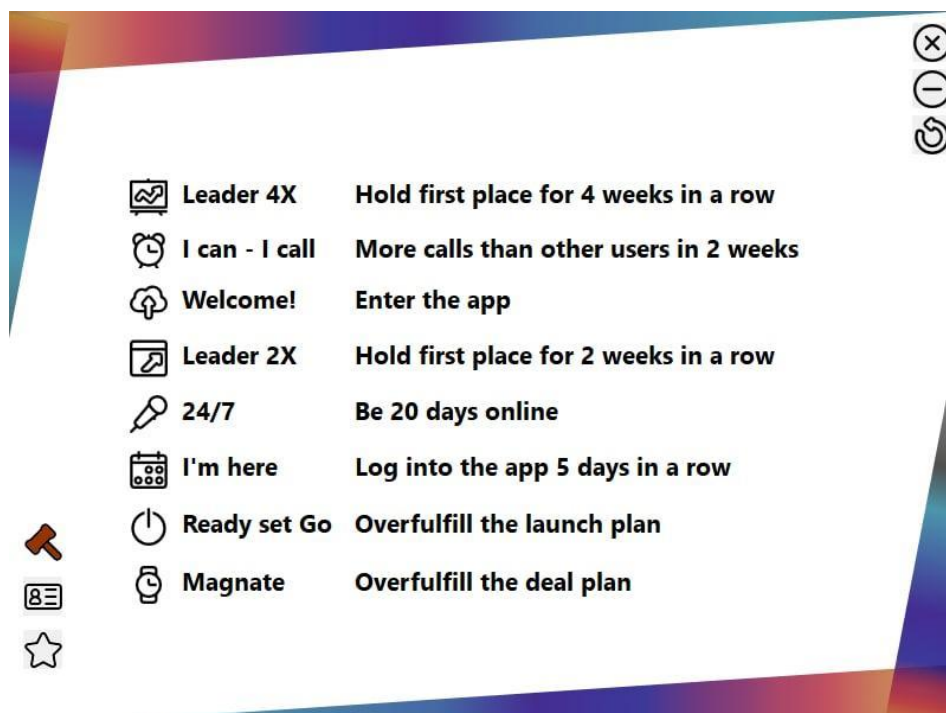 Leader 4X Hold first place for 4 weeks in a row
I can - I call More calls than other users in 2 weeks
Welcome! Enter the app
Leader 2X Hold first place for 2 weeks in a row
24/7 Be 20 days online
I'm here Log into the app 5 days in a row
Ready set Go Overfulfill the launch plan
Magnate Overfulfill the deal plan